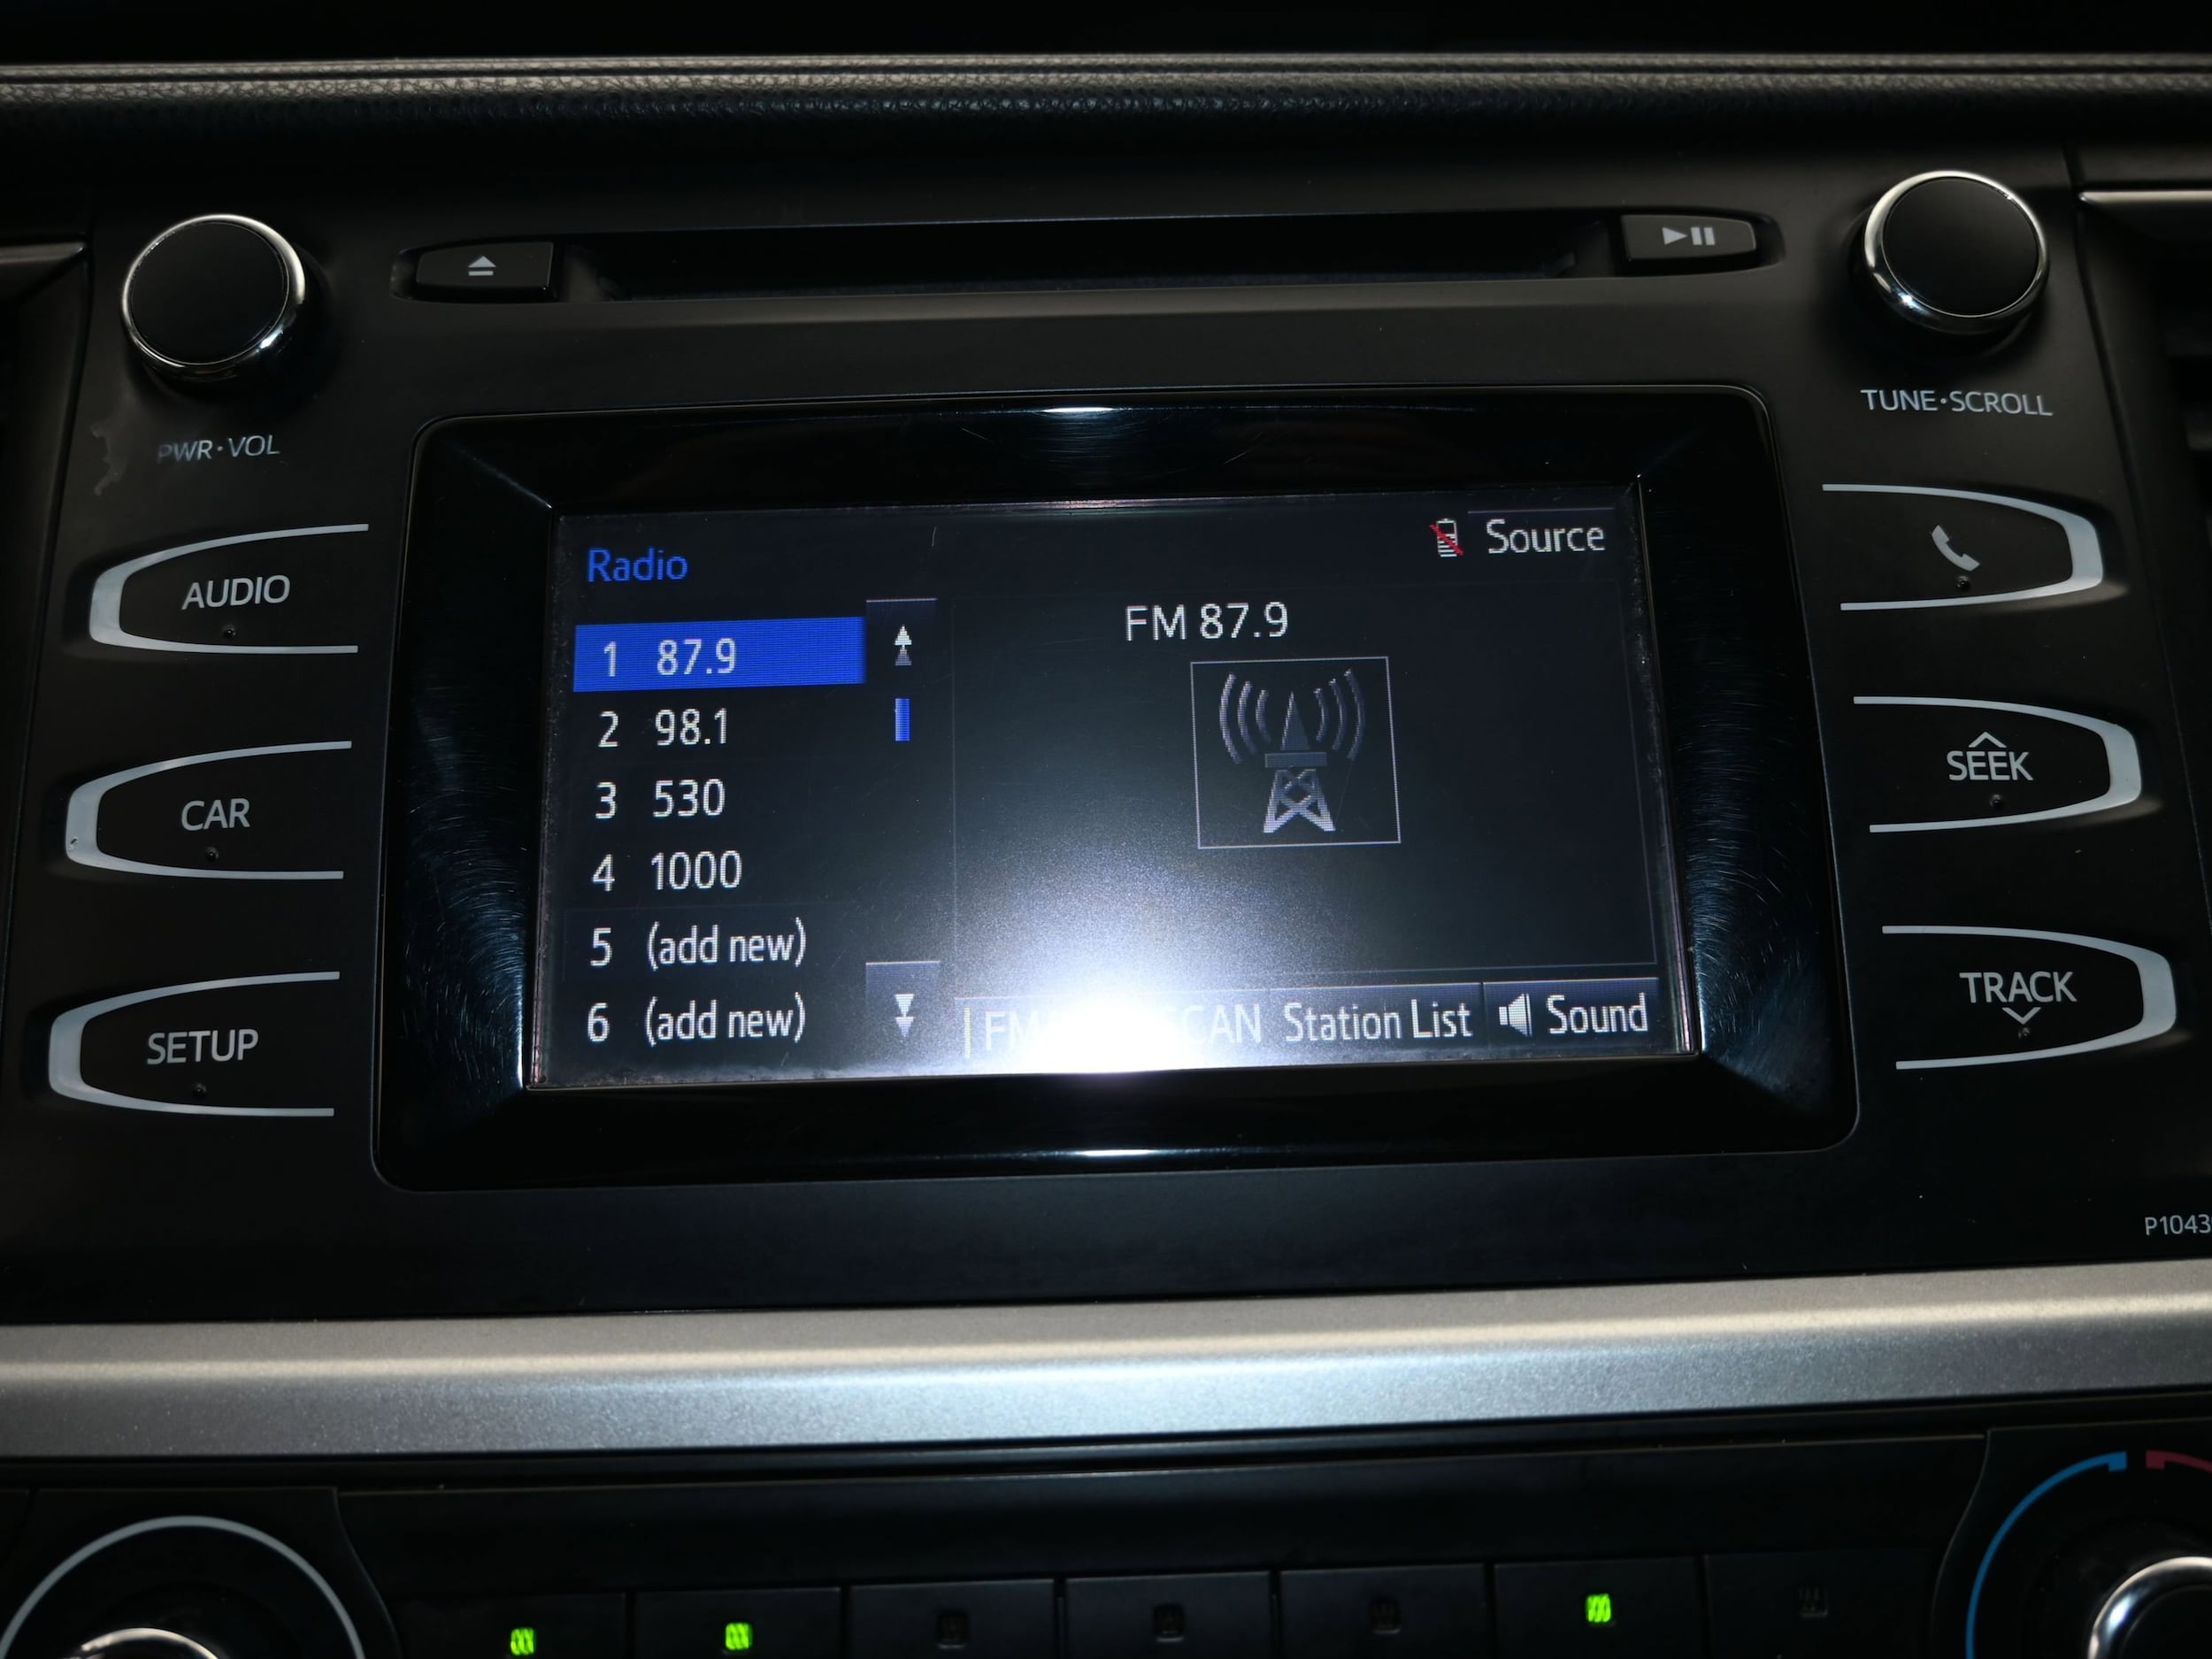 PWR·VOL
TUNE·SCROLL
AUDIO
CAR
SETUP
Radio
Source
1 87.9
2 98.1
3 530
4 1000
5 (add new)
6 (add new)
FM 87.9
Station List
Sound
SEEK
TRACK
P1043